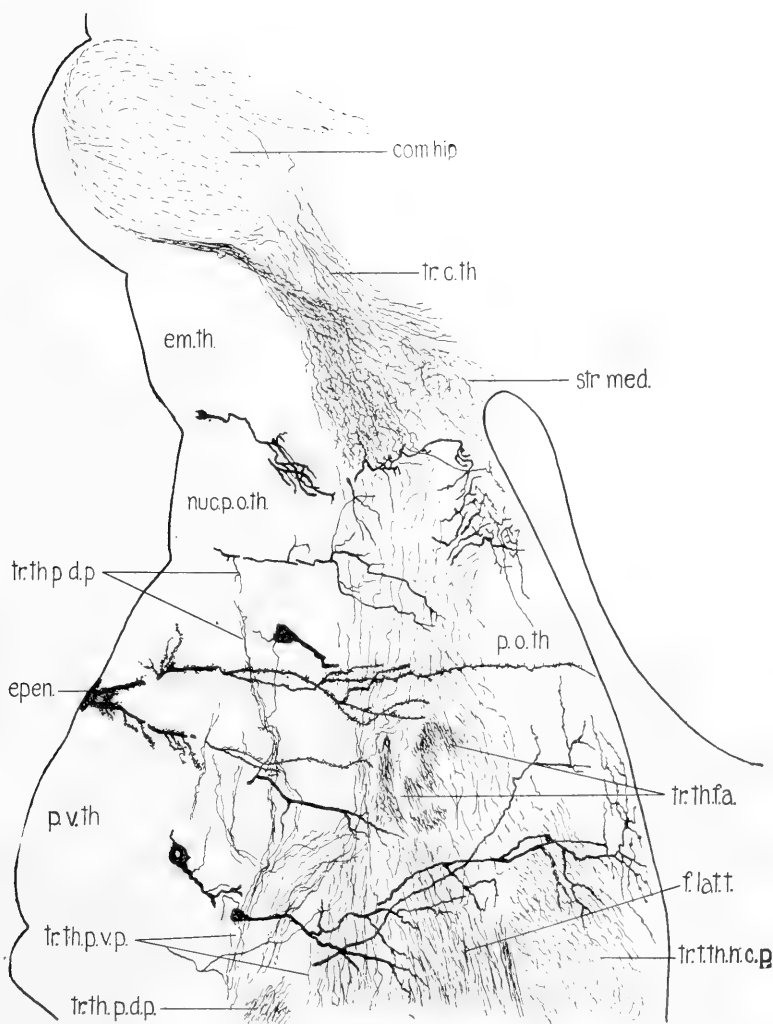 com hip
tr. c. th
em. th.
str med.
nuc. p. o. th.
tr. th p d. p
p. o. th
epen.
tr. th. f. a.
p. v. th
f. lat. t.
tr. th. p. v. p.
tr. t. th. h. c. p.
tr. th. p. d. p.